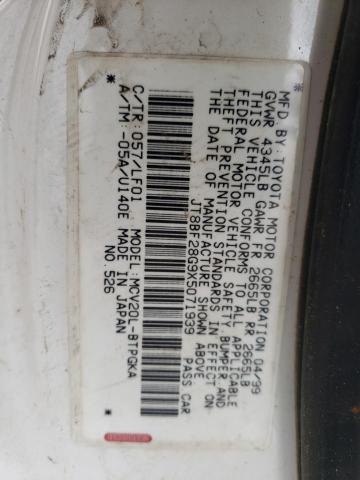 MFD. BY: TOYOTA MOTOR CORPORATION 04/99
GVWR 4345LB GAWR FR 2665LB RR 2665LB
THIS VEHICLE CONFORMS TO ALL APPLICABLE
FEDERAL MOTOR VEHICLE SAFETY BUMPER AND
THEFT PREVENTION STANDARDS IN EFFECT ON
THE DATE OF MANUFACTURE SHOWN ABOVE.
JT8BF28G9X5071939 PASS CAR
* *
C/TR: 057/LF01 MODEL: MCV20L-BTPGKA
A/TM: -05A/U140E MADE IN JAPAN
NO. 526